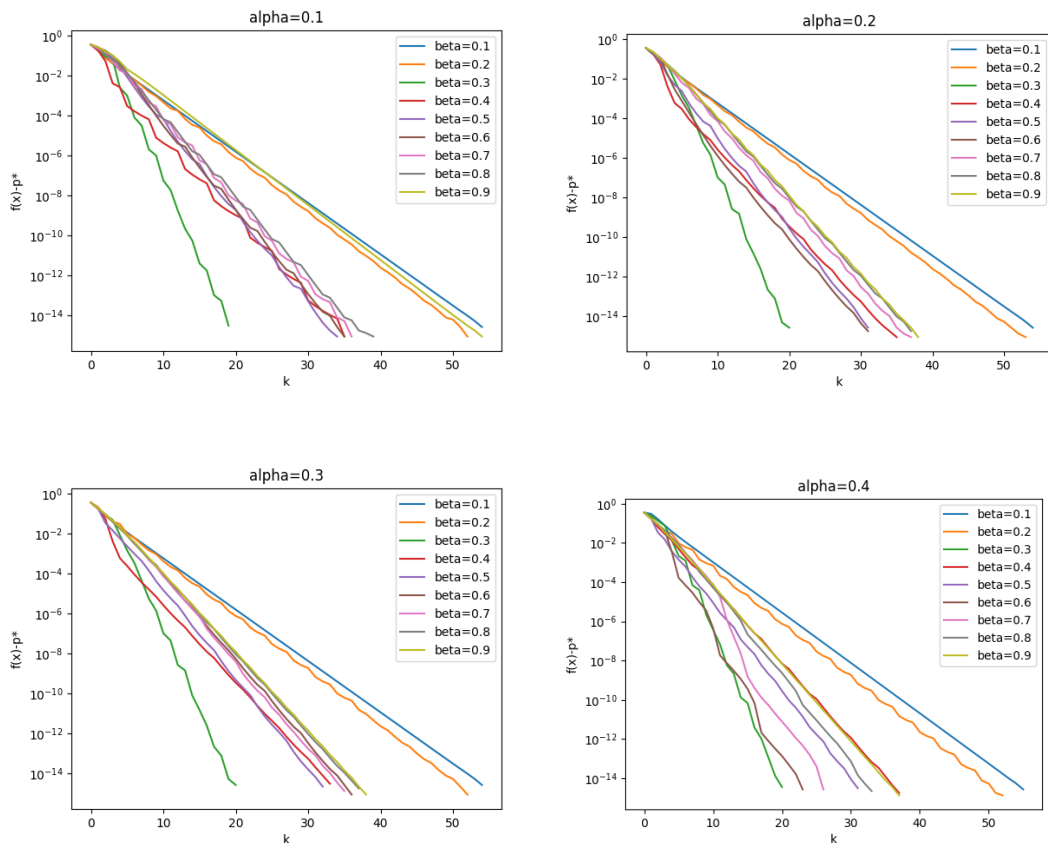 alpha=0.1
f(x)-p*
10^0
10^-2
10^-4
10^-6
10^-8
10^-10
10^-12
10^-14
0 10 20 30 40 50
k
beta=0.1
beta=0.2
beta=0.3
beta=0.4
beta=0.5
beta=0.6
beta=0.7
beta=0.8
beta=0.9
alpha=0.2
f(x)-p*
10^0
10^-2
10^-4
10^-6
10^-8
10^-10
10^-12
10^-14
0 10 20 30 40 50
k
beta=0.1
beta=0.2
beta=0.3
beta=0.4
beta=0.5
beta=0.6
beta=0.7
beta=0.8
beta=0.9
alpha=0.3
f(x)-p*
10^0
10^-2
10^-4
10^-6
10^-8
10^-10
10^-12
10^-14
0 10 20 30 40 50
k
beta=0.1
beta=0.2
beta=0.3
beta=0.4
beta=0.5
beta=0.6
beta=0.7
beta=0.8
beta=0.9
alpha=0.4
f(x)-p*
10^0
10^-2
10^-4
10^-6
10^-8
10^-10
10^-12
10^-14
0 10 20 30 40 50
k
beta=0.1
beta=0.2
beta=0.3
beta=0.4
beta=0.5
beta=0.6
beta=0.7
beta=0.8
beta=0.9